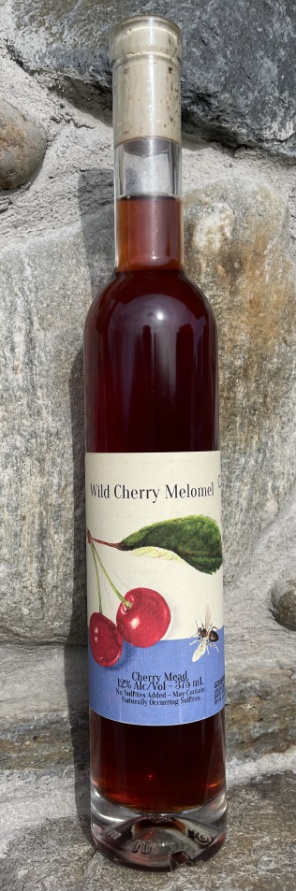 Wild Cherry Melomel
Cherry Mead
12% Alc/Vol - 375 mL
No Sulfites Added - May Contain
Naturally Occurring Sulfites